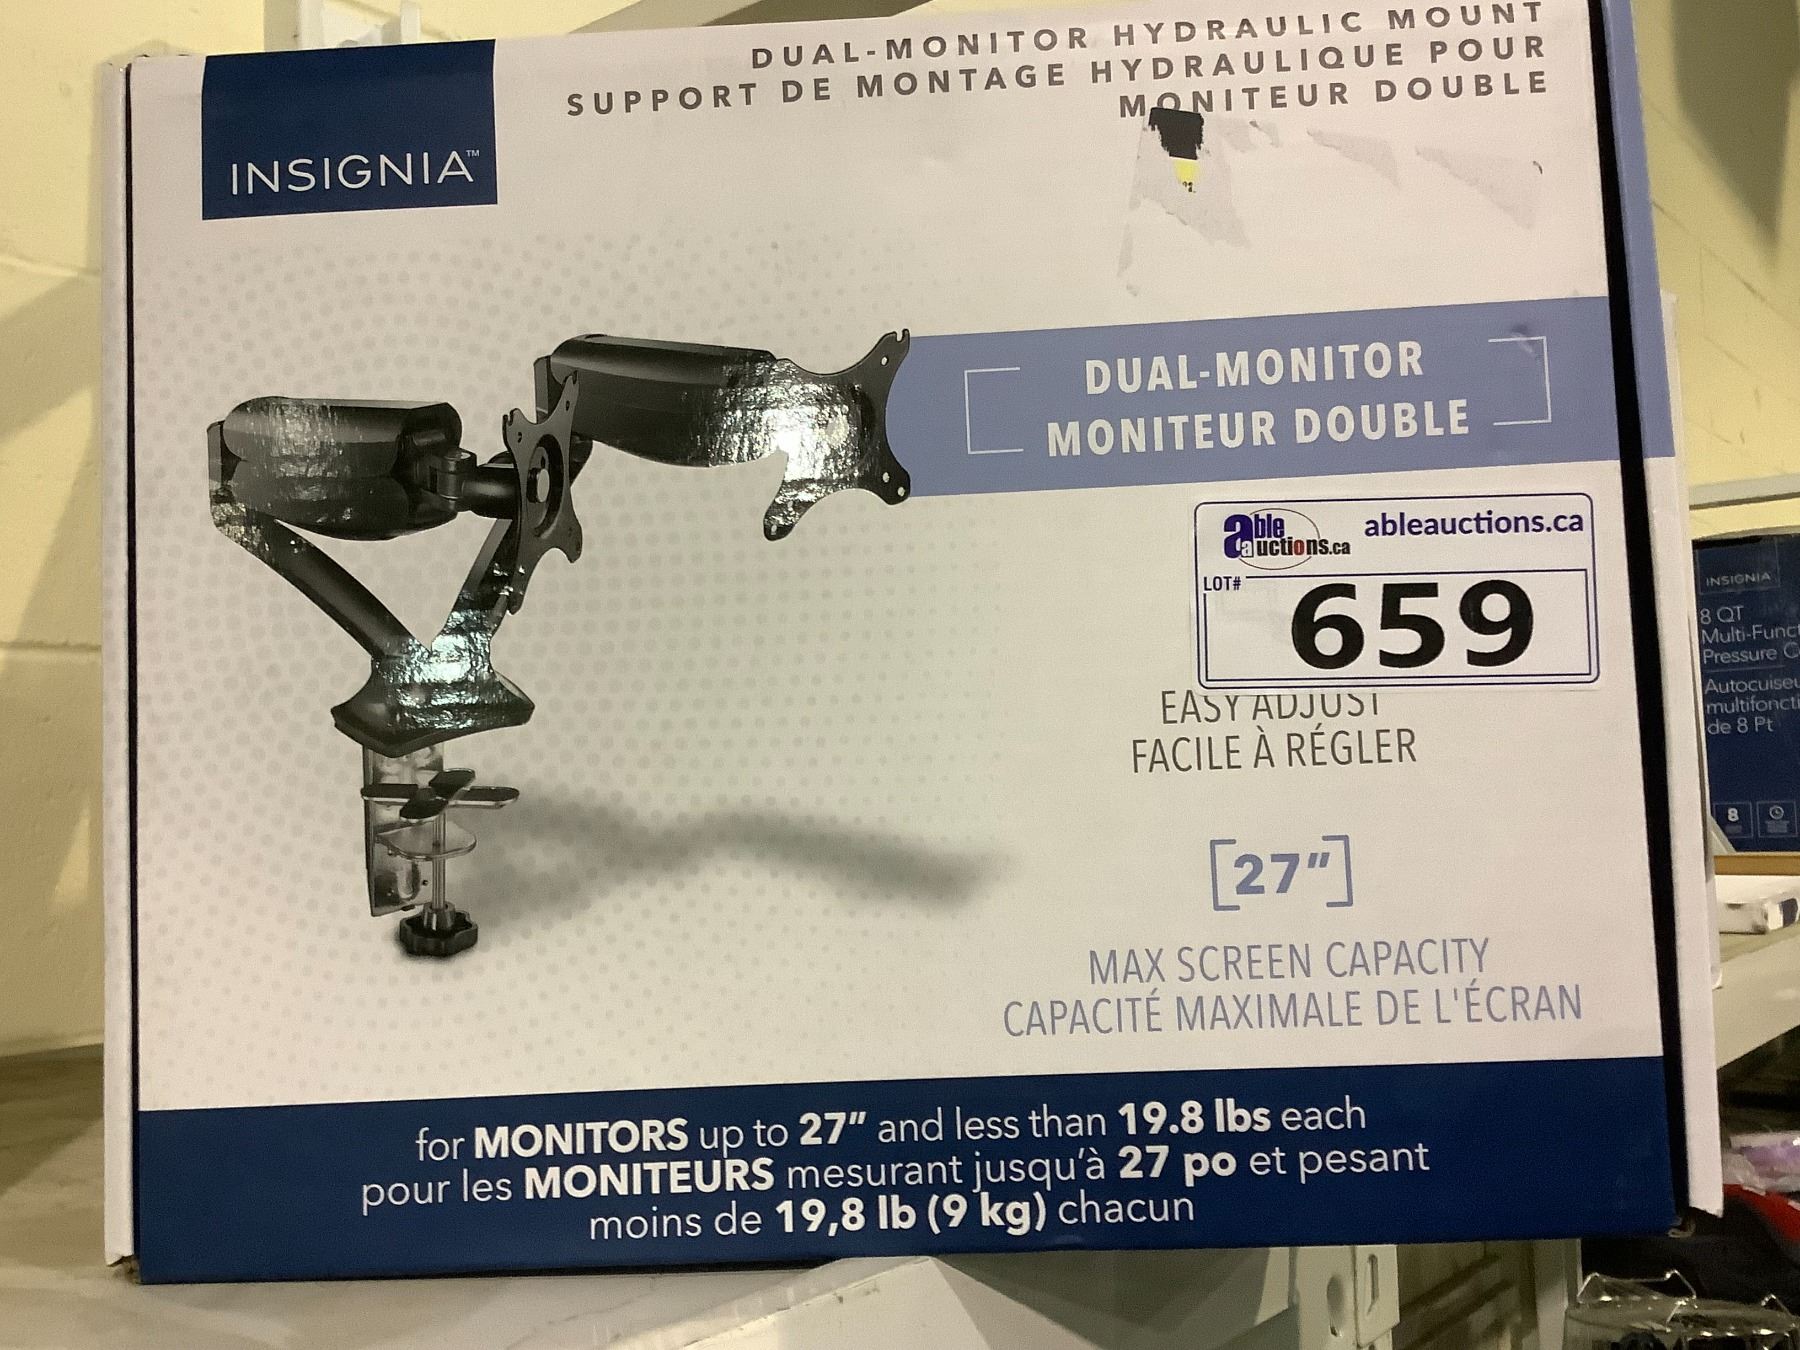 DUAL-MONITOR HYDRAULIC MOUNT
SUPPORT DE MONTAGE HYDRAULIQUE POUR
MONITEUR DOUBLE
INSIGNIA™
DUAL-MONITOR
MONITEUR DOUBLE
able auctions.ca
ableauctions.ca
LOT#
659
EASY ADJUST
FACILE À RÉGLER
[27”]
MAX SCREEN CAPACITY
CAPACITÉ MAXIMALE DE L'ÉCRAN
for MONITORS up to 27” and less than 19.8 lbs each
pour les MONITEURS mesurant jusqu'à 27 po et pesant
moins de 19,8 lb (9 kg) chacun
INSIGNIA
8 QT
Multi-Funct
Pressure C
Autocuiseu
multifoncti
de 8 Pt
8